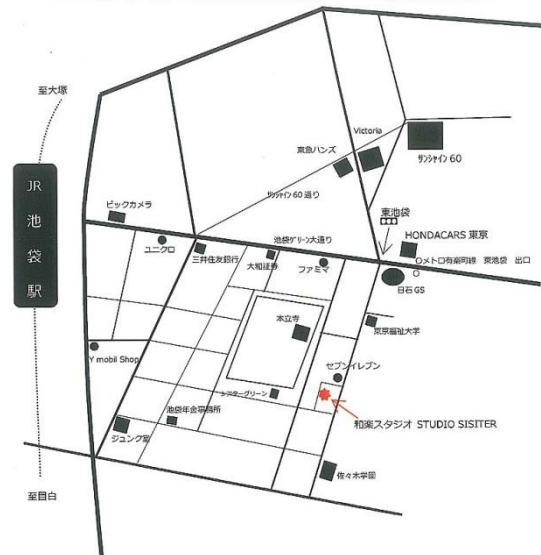 至大塚
JR
池
袋
駅
至目白
Victoria
東急ハンズ
サンシャイン 60
サンシャイン 60 通り
ビックカメラ
東池袋
HONDACARS 東京
ユニクロ
三井住友銀行
池袋グリーン大通り
大和証券
ファミマ
メトロ有楽町線 東池袋 出口
日石 GS
本立寺
東京福祉大学
Y mobil Shop
セブンイレブン
シアターグリーン
池袋年金事務所
ジュンク堂
和楽スタジオ STUDIO SISITER
佐々木学園